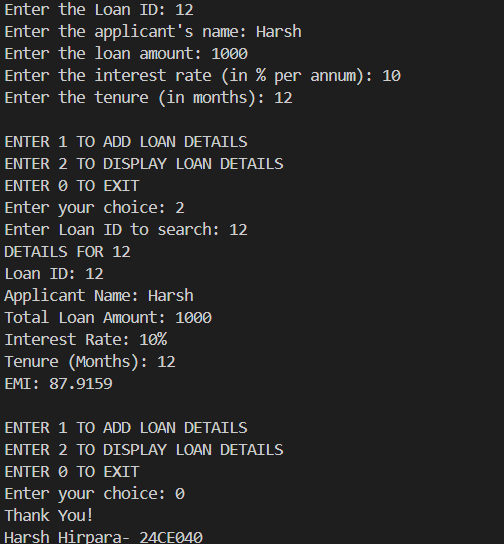 Enter the Loan ID: 12
Enter the applicant's name: Harsh
Enter the loan amount: 1000
Enter the interest rate (in % per annum): 10
Enter the tenure (in months): 12
ENTER 1 TO ADD LOAN DETAILS
ENTER 2 TO DISPLAY LOAN DETAILS
ENTER 0 TO EXIT
Enter your choice: 2
Enter Loan ID to search: 12
DETAILS FOR 12
Loan ID: 12
Applicant Name: Harsh
Total Loan Amount: 1000
Interest Rate: 10%
Tenure (Months): 12
EMI: 87.9159
ENTER 1 TO ADD LOAN DETAILS
ENTER 2 TO DISPLAY LOAN DETAILS
ENTER 0 TO EXIT
Enter your choice: 0
Thank You!
Harsh Hirpara- 24CE040